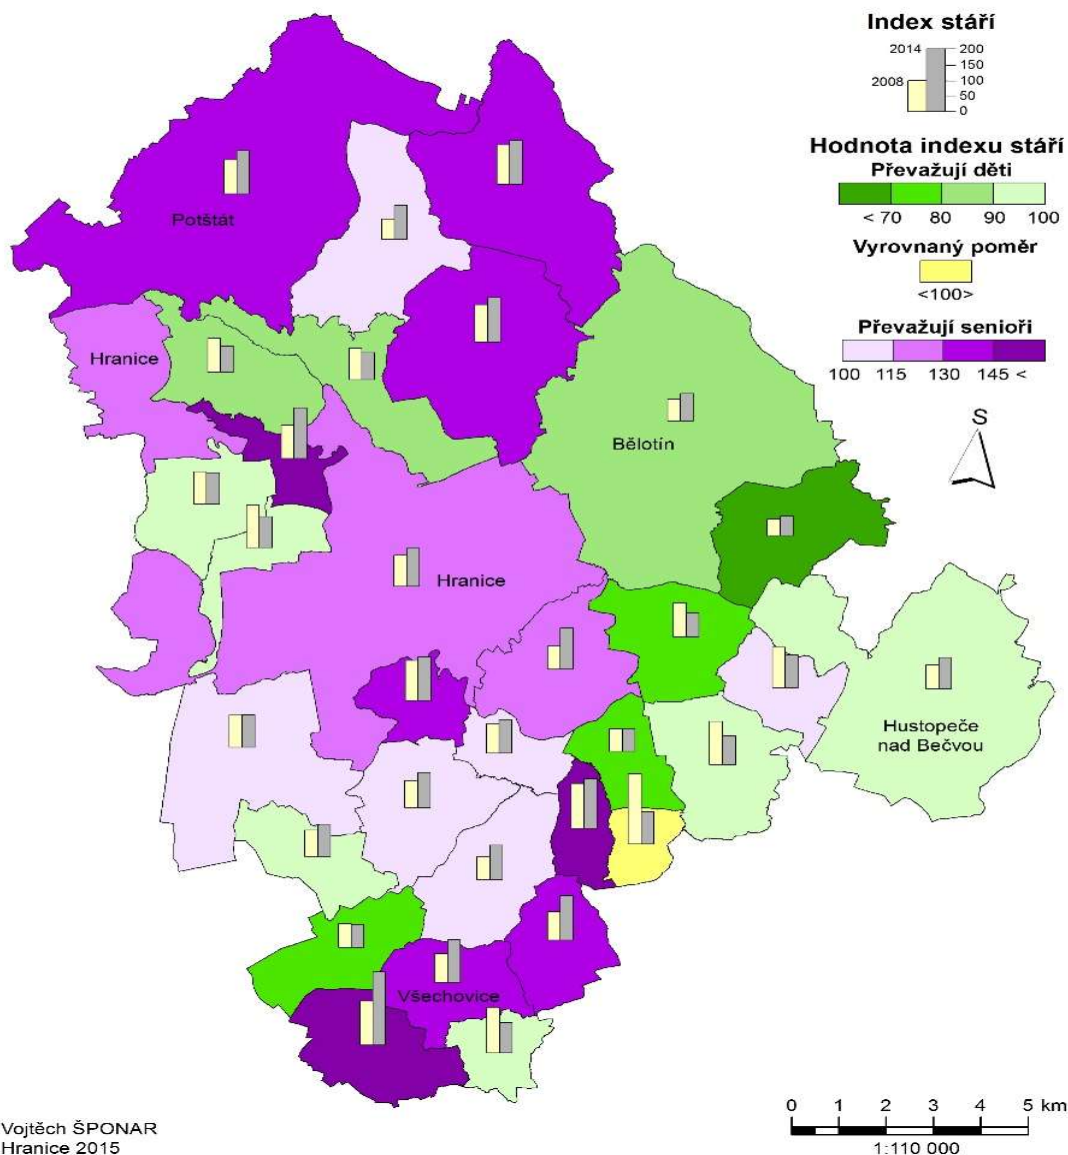 Index stáří
2014
200
150
2008
100
50
0
Hodnota indexu stáří
Převažují děti
< 70 80 90 100
Vyrovnaný poměr
<100>
Převažují senioři
100 115 130 145 <
S
Potštát
Hranice
Bělotín
Hranice
Hustopeče
nad Bečvou
Všechovice
0 1 2 3 4 5 km
1:110 000
Vojtěch ŠPONAR
Hranice 2015